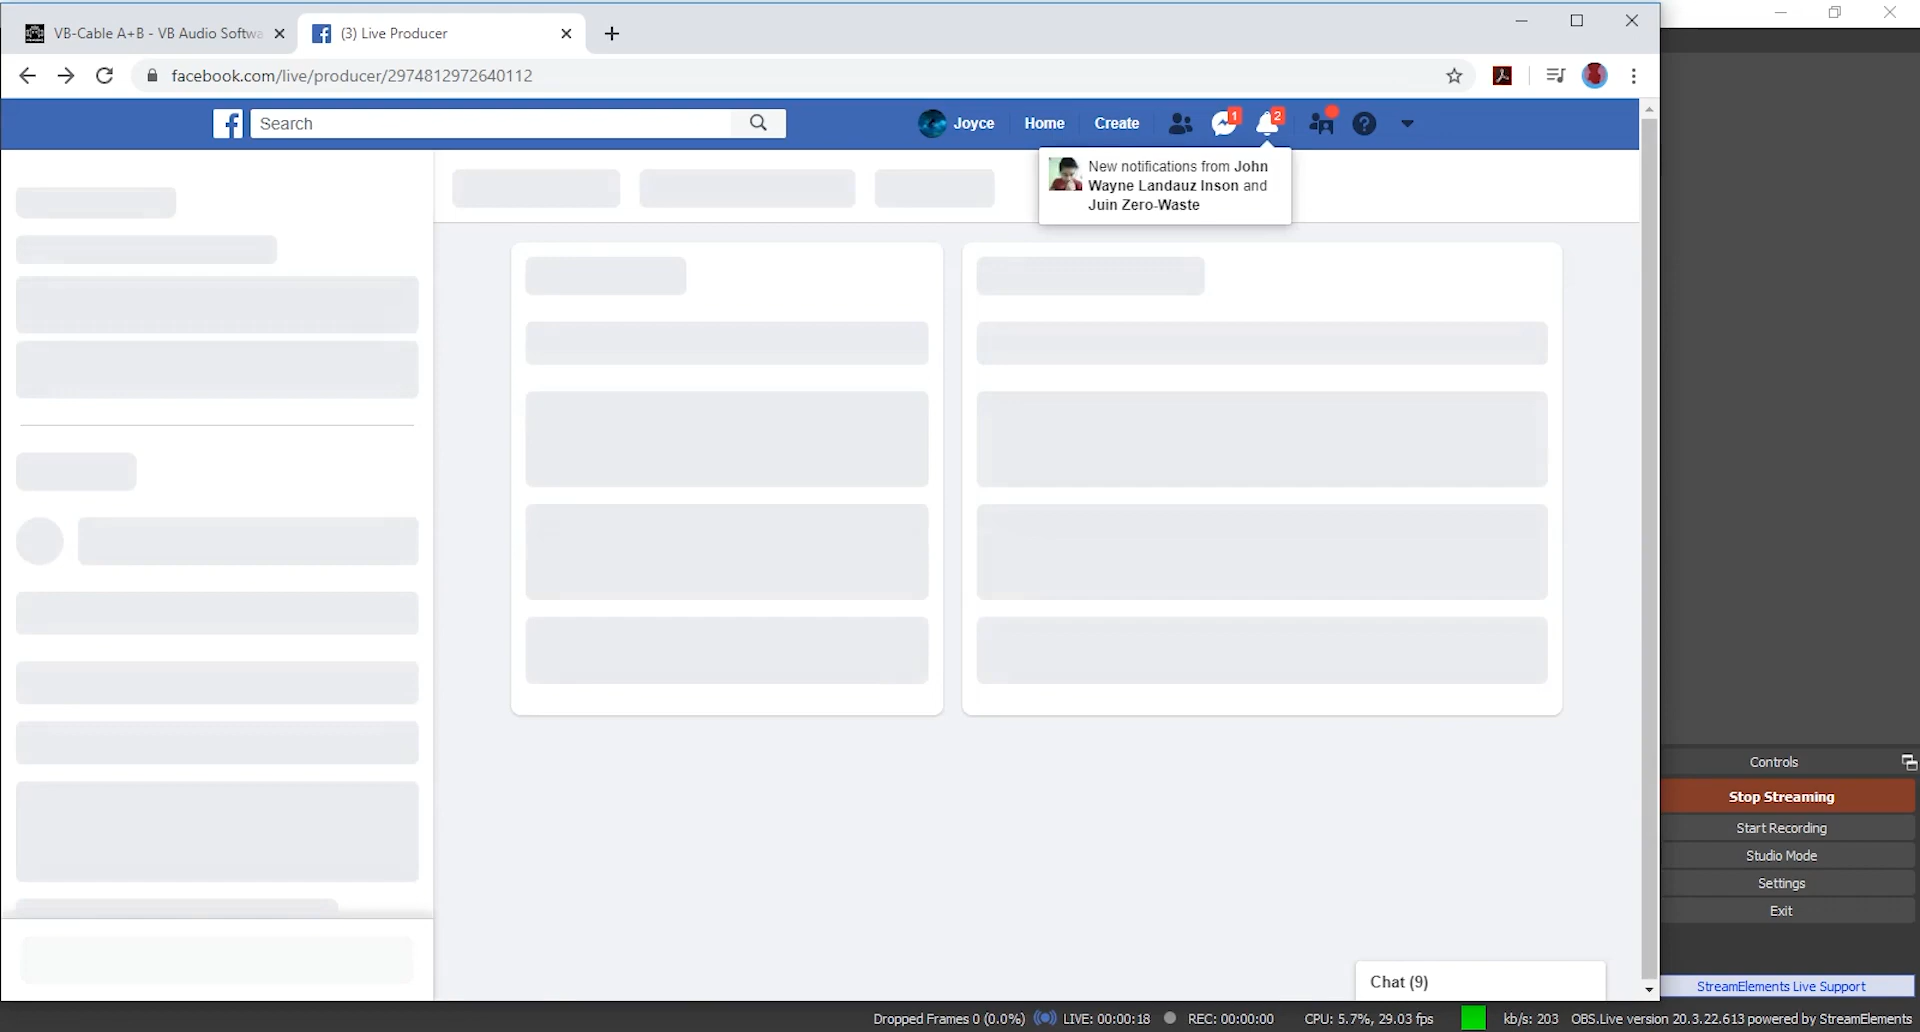 VB-Cable A+B - VB Audio Softwa
(3) Live Producer
facebook.com/live/producer/2974812972640112
Search
Joyce
Home
Create
1
2
New notifications from John
Wayne Landauz Inson and
Juin Zero-Waste
Controls
Stop Streaming
Start Recording
Studio Mode
Settings
Exit
Chat (9)
StreamElements Live Support
Dropped Frames 0 (0.0%) LIVE: 00:00:18 REC: 00:00:00 CPU: 5.7%, 29.03 fps kb/s: 203 OBS.Live version 20.3.22.613 powered by StreamElements